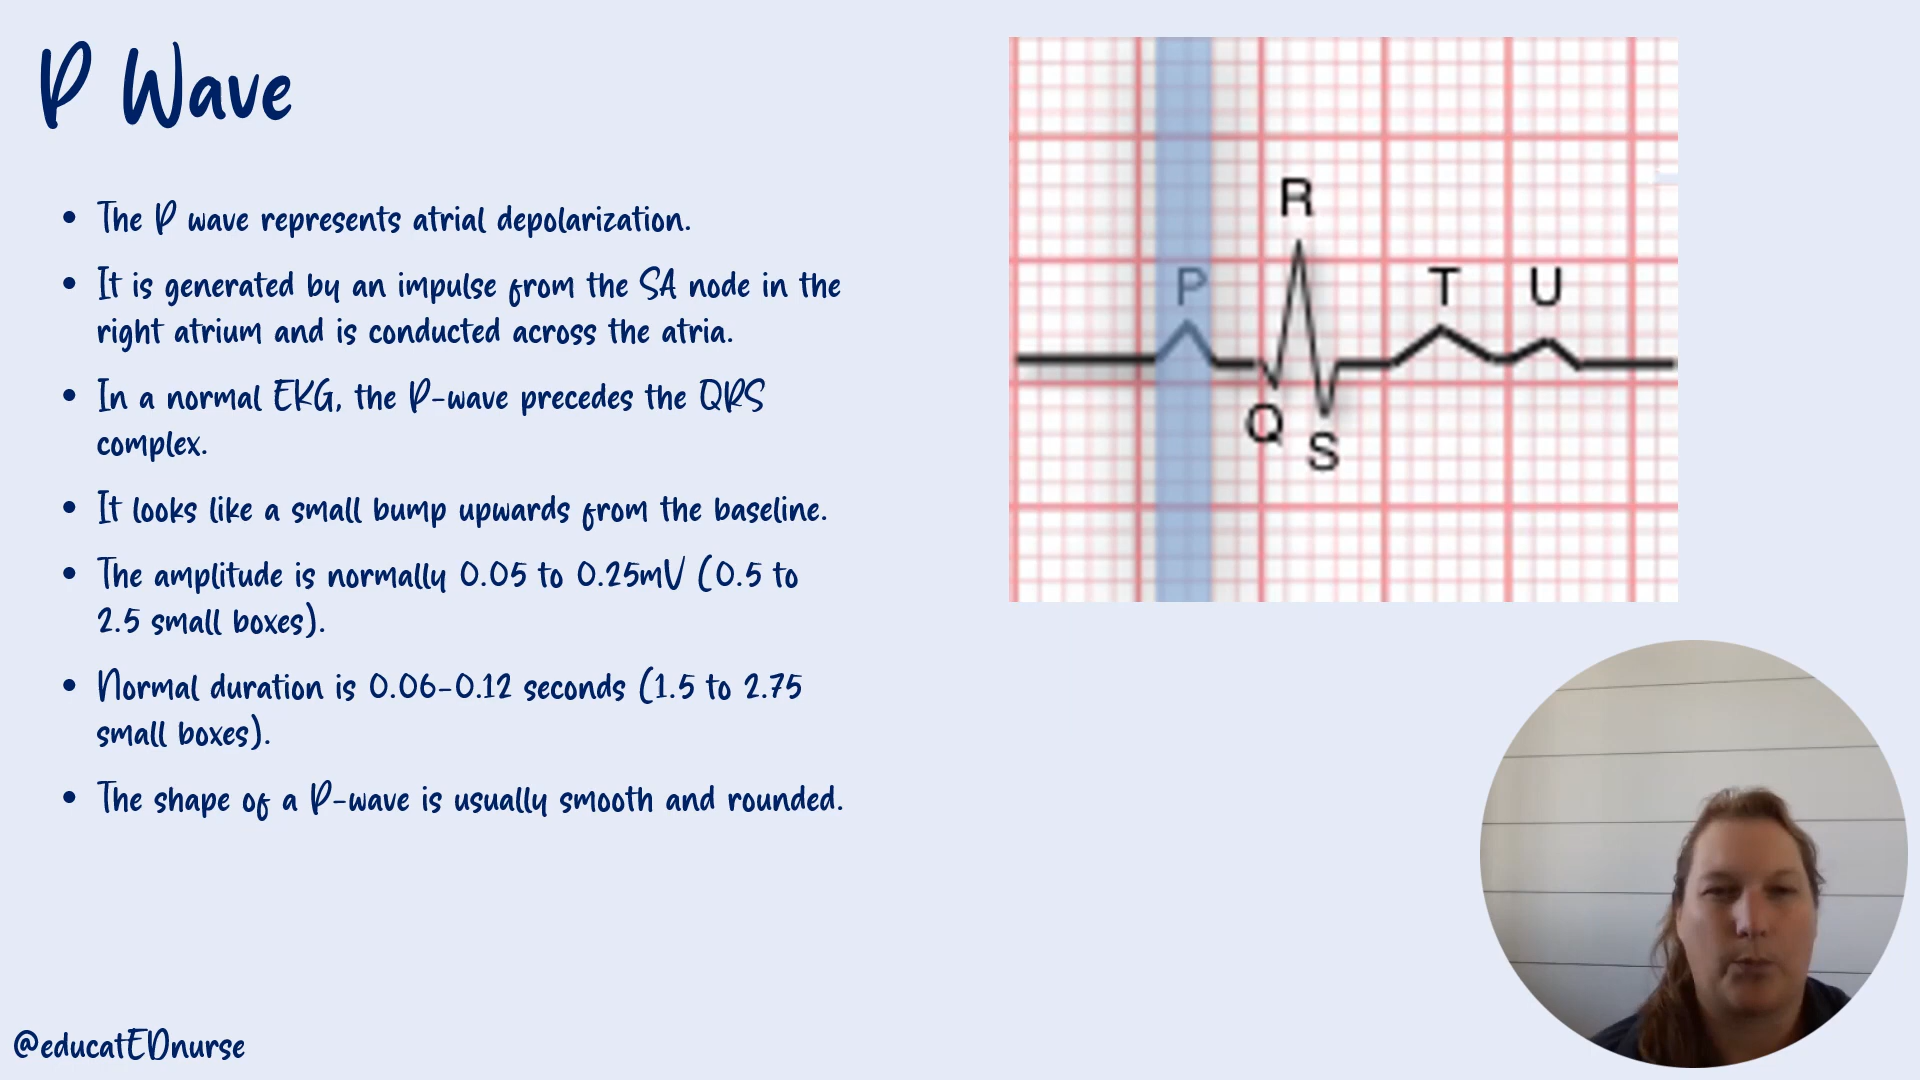 P Wave
• The P wave represents atrial depolarization.
• It is generated by an impulse from the SA node in the
right atrium and is conducted across the atria.
• In a normal EKG, the P-wave precedes the QRS
complex.
• It looks like a small bump upwards from the baseline.
• The amplitude is normally 0.05 to 0.25mV (0.5 to
2.5 small boxes).
• Normal duration is 0.06-0.12 seconds (1.5 to 2.75
small boxes).
• The shape of a P-wave is usually smooth and rounded.
@educatEDnurse
R
P
T U
Q
S